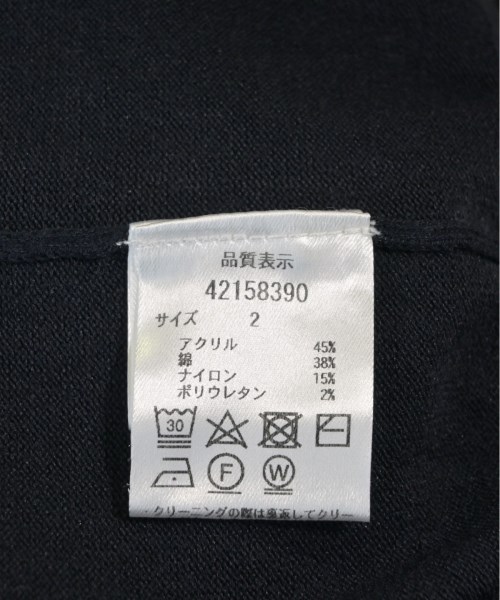 品質表示
42158390
サイズ 2
アクリル 45%
綿 38%
ナイロン 15%
ポリウレタン 2%
30
F W
・クリーニングの際は裏返してクリー